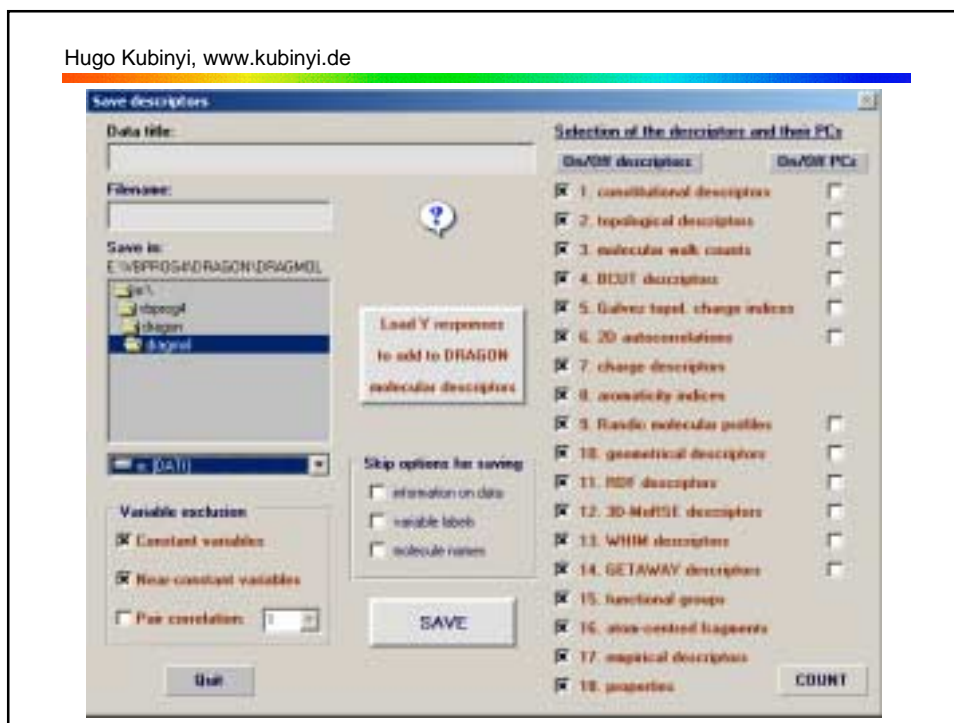 Hugo Kubinyi, www.kubinyi.de
Save descriptors
Data title:
Filename:
Save in:
E:\VBPROG4\DRAGON\DRAGMOL
e:\
vbprog4
dragon
dragmol
e: [DATI]
Variable exclusion
Constant variables
Near-constant variables
Pair correlation:
Quit
Load Y responses
to add to DRAGON
molecular descriptors
Skip options for saving
information on data
variable labels
molecule names
SAVE
Selection of the descriptors and their PCs
On/Off descriptors
On/Off PCs
1. constitutional descriptors
2. topological descriptors
3. molecular walk counts
4. BCUT descriptors
5. Galvez topol. charge indices
6. 2D autocorrelations
7. charge descriptors
8. aromaticity indices
9. Randic molecular profiles
10. geometrical descriptors
11. RDF descriptors
12. 3D-MoRSE descriptors
13. WHIM descriptors
14. GETAWAY descriptors
15. functional groups
16. atom-centred fragments
17. empirical descriptors
18. properties
COUNT